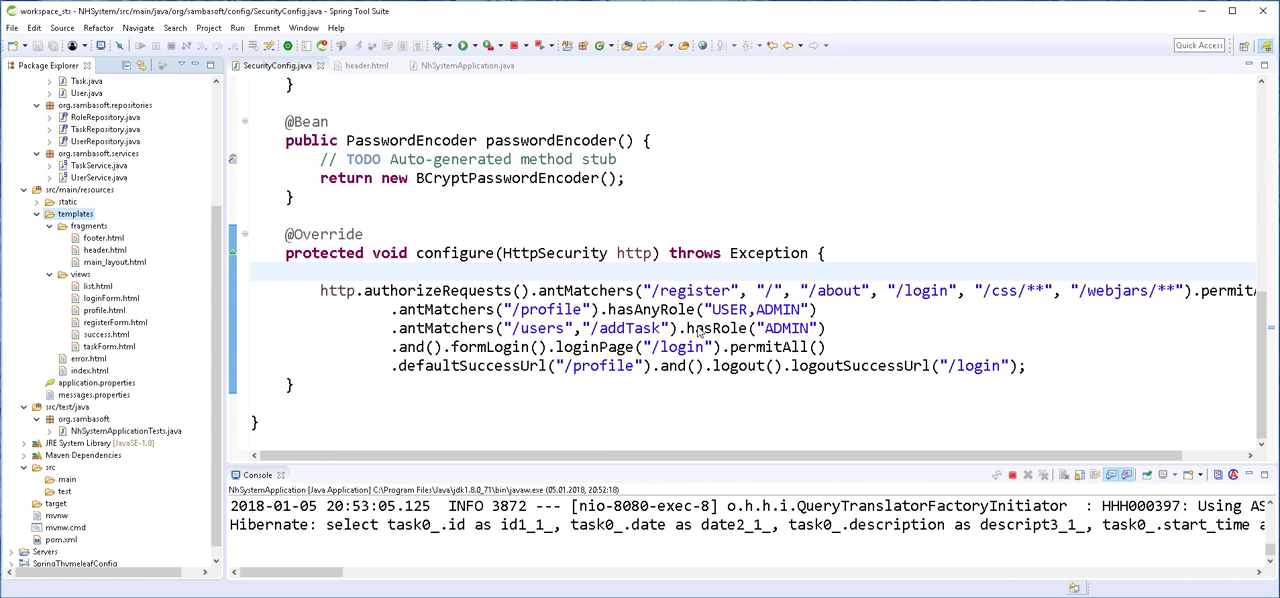 workspace_sts - NHSystem/src/main/java/org/sambasoft/config/SecurityConfig.java - Spring Tool Suite
File Edit Source Refactor Navigate Search Project Run Emmet Window Help
Quick Access
Package Explorer
Task.java
User.java
org.sambasoft.repositories
RoleRepository.java
TaskRepository.java
UserRepository.java
org.sambasoft.services
TaskService.java
UserService.java
src/main/resources
static
templates
fragments
footer.html
header.html
main_layout.html
views
list.html
loginForm.html
profile.html
registerForm.html
success.html
taskForm.html
error.html
index.html
application.properties
messages.properties
src/test/java
org.sambasoft
NhSystemApplicationTests.java
JRE System Library [JavaSE-1.8]
Maven Dependencies
src
main
test
target
mvnw
mvnw.cmd
pom.xml
Servers
SpringThymeleafConfig
SecurityConfig.java header.html NhSystemApplication.java
}
@Bean
public PasswordEncoder passwordEncoder() {
// TODO Auto-generated method stub
return new BCryptPasswordEncoder();
}
@Override
protected void configure(HttpSecurity http) throws Exception {
http.authorizeRequests().antMatchers("/register", "/", "/about", "/login", "/css/**", "/webjars/**").permitA
.antMatchers("/profile").hasAnyRole("USER,ADMIN")
.antMatchers("/users","/addTask").hasRole("ADMIN")
.and().formLogin().loginPage("/login").permitAll()
.defaultSuccessUrl("/profile").and().logout().logoutSuccessUrl("/login");
}
}
Console
NhSystemApplication [Java Application] C:\Program Files\Java\jdk1.8.0_71\bin\javaw.exe (05.01.2018, 20:52:18)
2018-01-05 20:53:05.125 INFO 3872 --- [nio-8080-exec-8] o.h.h.i.QueryTranslatorFactoryInitiator : HHH000397: Using AS
Hibernate: select task0_.id as id1_1_, task0_.date as date2_1_, task0_.description as descript3_1_, task0_.start_time a